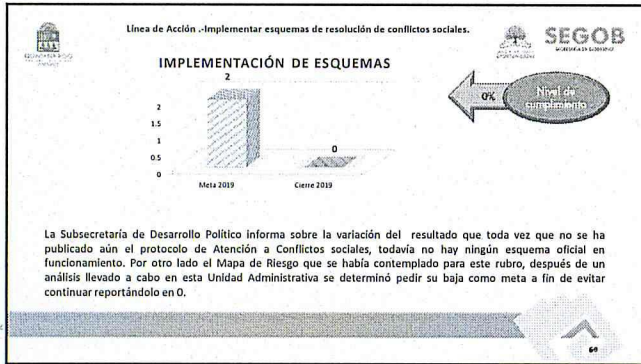 Línea de Acción .-Implementar esquemas de resolución de conflictos sociales.
SEGOB
SECRETARÍA DE GOBIERNO
QUINTANA ROO
IMPLEMENTACIÓN DE ESQUEMAS
2
0%
Nivel de
cumplimiento
2
1.5
1
0.5
0
0
Meta 2019
Cierre 2019
La Subsecretaría de Desarrollo Político informa sobre la variación del resultado que toda vez que no se ha
publicado aún el protocolo de Atención a Conflictos sociales, todavía no hay ningún esquema oficial en
funcionamiento. Por otro lado el Mapa de Riesgo que se había contemplado para este rubro, después de un
análisis llevado a cabo en esta Unidad Administrativa se determinó pedir su baja como meta a fin de evitar
continuar reportándolo en 0.
69